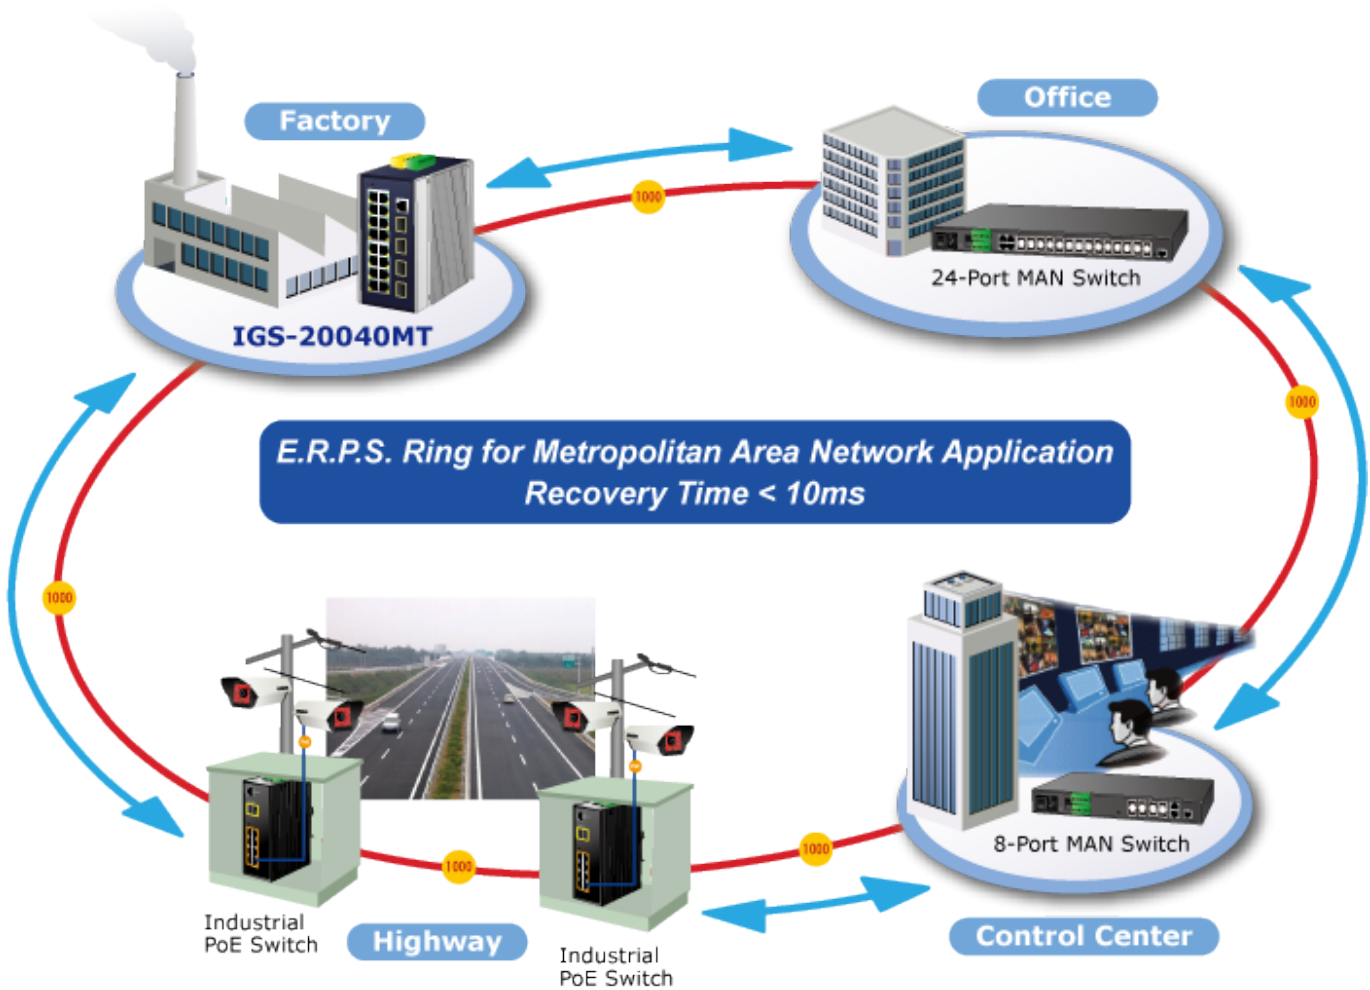 Factory
Office
1000
24-Port MAN Switch
IGS-20040MT
1000
E.R.P.S. Ring for Metropolitan Area Network Application
Recovery Time < 10ms
1000
8-Port MAN Switch
1000
1000
Industrial
PoE Switch
Highway
Industrial
PoE Switch
Control Center